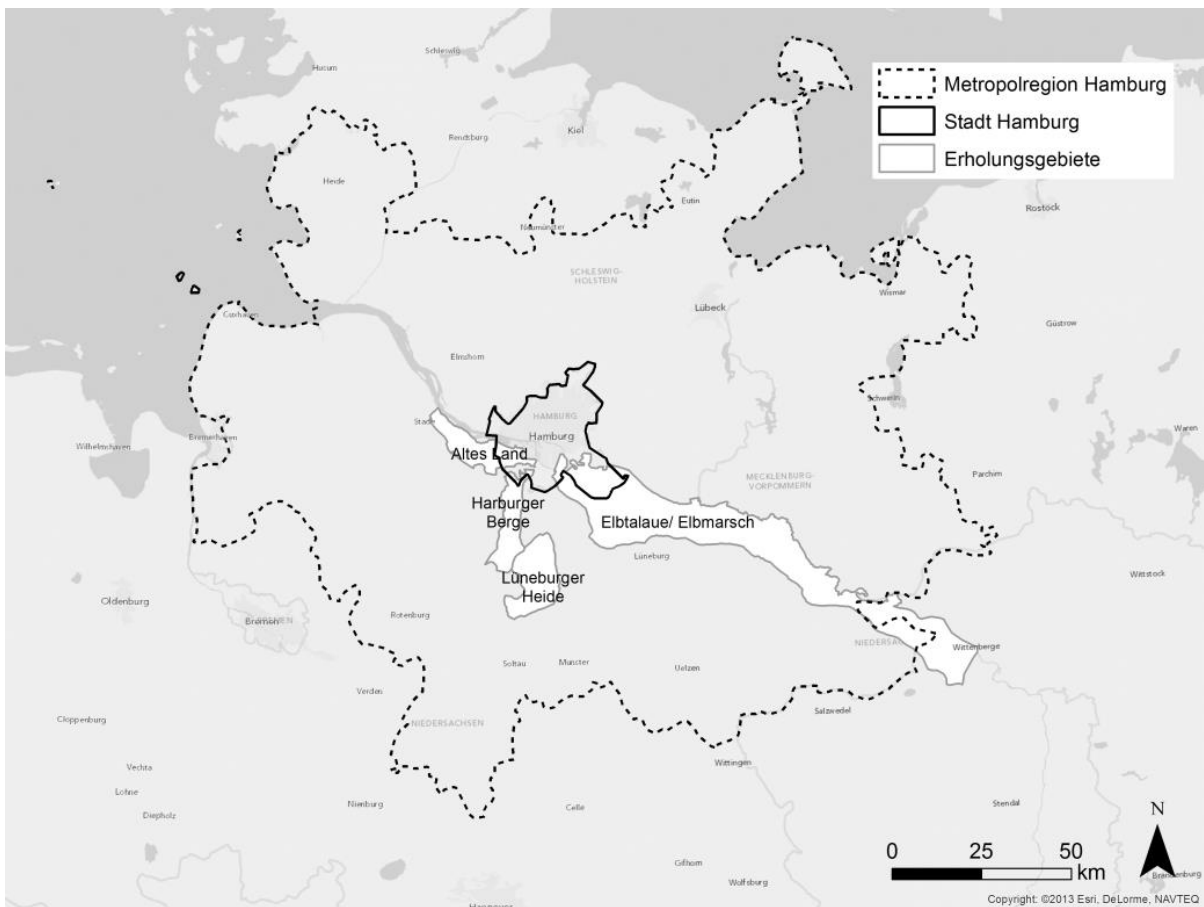 Schleswig
Husum
Metropolregion Hamburg
Stadt Hamburg
Erholungsgebiete
Kiel
Rendsburg
Heide
Eutin
Rostock
Neumünster
SCHLESWIG-
HOLSTEIN
Wismar
Lübeck
Cuxhaven
Güstrow
Elmshorn
Schwerin
HAMBURG
Stade
Hamburg
Waren
Wilhelmshaven
Bremerhaven
Altes Land
MECKLENBURG-
VORPOMMERN
Parchim
Harburger
Berge
Elbtalaue/ Elbmarsch
Lüneburg
Wittstock
Lüneburger
Heide
Oldenburg
Rotenburg
Bremen
NIEDERSAC
Wittenberge
Soltau
Munster
Uelzen
Verden
Salzwedel
Cloppenburg
NIEDERSACHSEN
Vechta
Wittingen
Lohne
Nienburg
Celle
Stendal
Diepholz
N
0 25 50
km
Gifhorn
Wolfsburg
Brandenburg
Copyright: ©2013 Esri, DeLorme, NAVTEQ